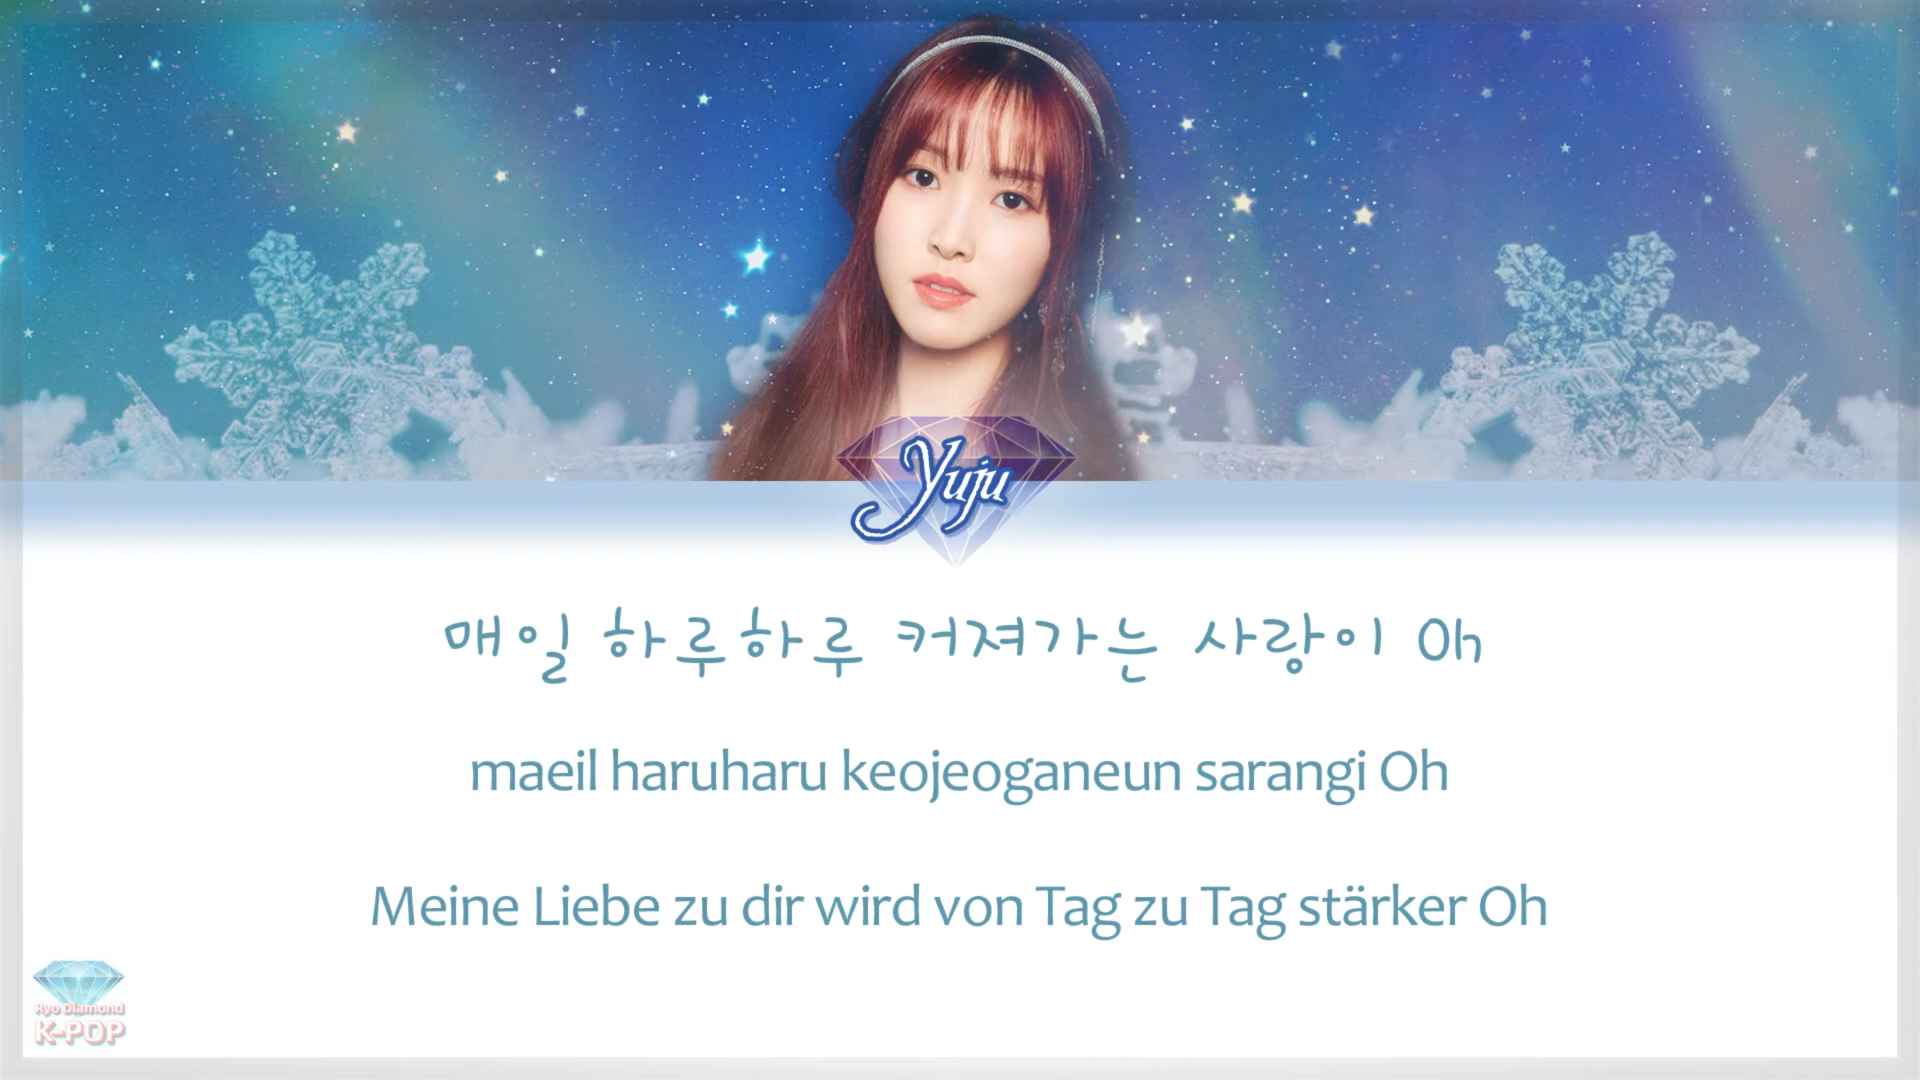 Yuju
매일 하루하루 커져가는 사랑이 Oh
maeil haruharu keojeoganeun sarangi Oh
Meine Liebe zu dir wird von Tag zu Tag stärker Oh
Ryo Diamond
K-POP